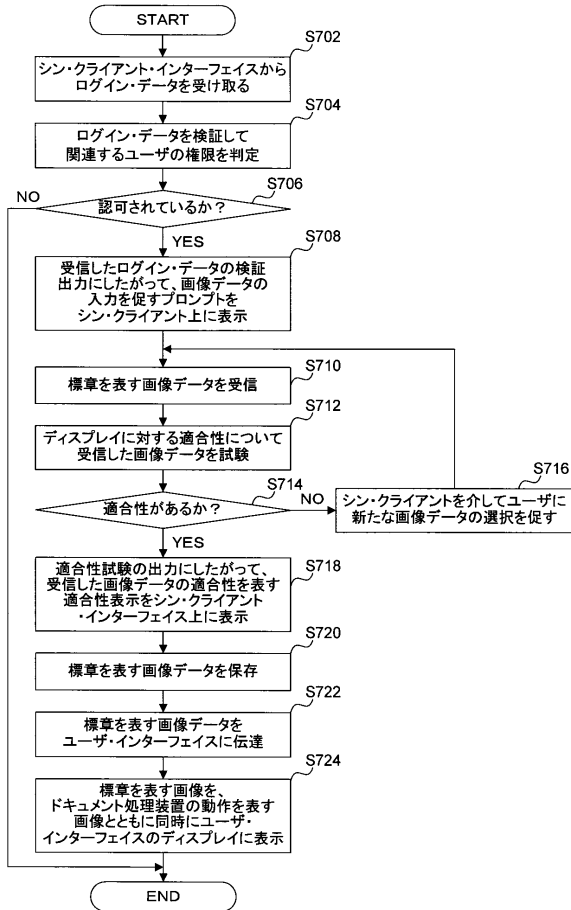 START
S702
シン・クライアント・インターフェイスから
ログイン・データを受け取る
S704
ログイン・データを検証して
関連するユーザの権限を判定
S706
NO
認可されているか？
YES
S708
受信したログイン・データの検証
出力にしたがって、画像データの
入力を促すプロンプトを
シン・クライアント上に表示
S710
標章を表す画像データを受信
S712
ディスプレイに対する適合性について
受信した画像データを試験
S714
適合性があるか？
NO
S716
シン・クライアントを介してユーザに
新たな画像データの選択を促す
YES
S718
適合性試験の出力にしたがって、
受信した画像データの適合性を表す
適合性表示をシン・クライアント
・インターフェイス上に表示
S720
標章を表す画像データを保存
S722
標章を表す画像データを
ユーザ・インターフェイスに伝達
S724
標章を表す画像を、
ドキュメント処理装置の動作を表す
画像とともに同時にユーザ・
インターフェイスのディスプレイに表示
END